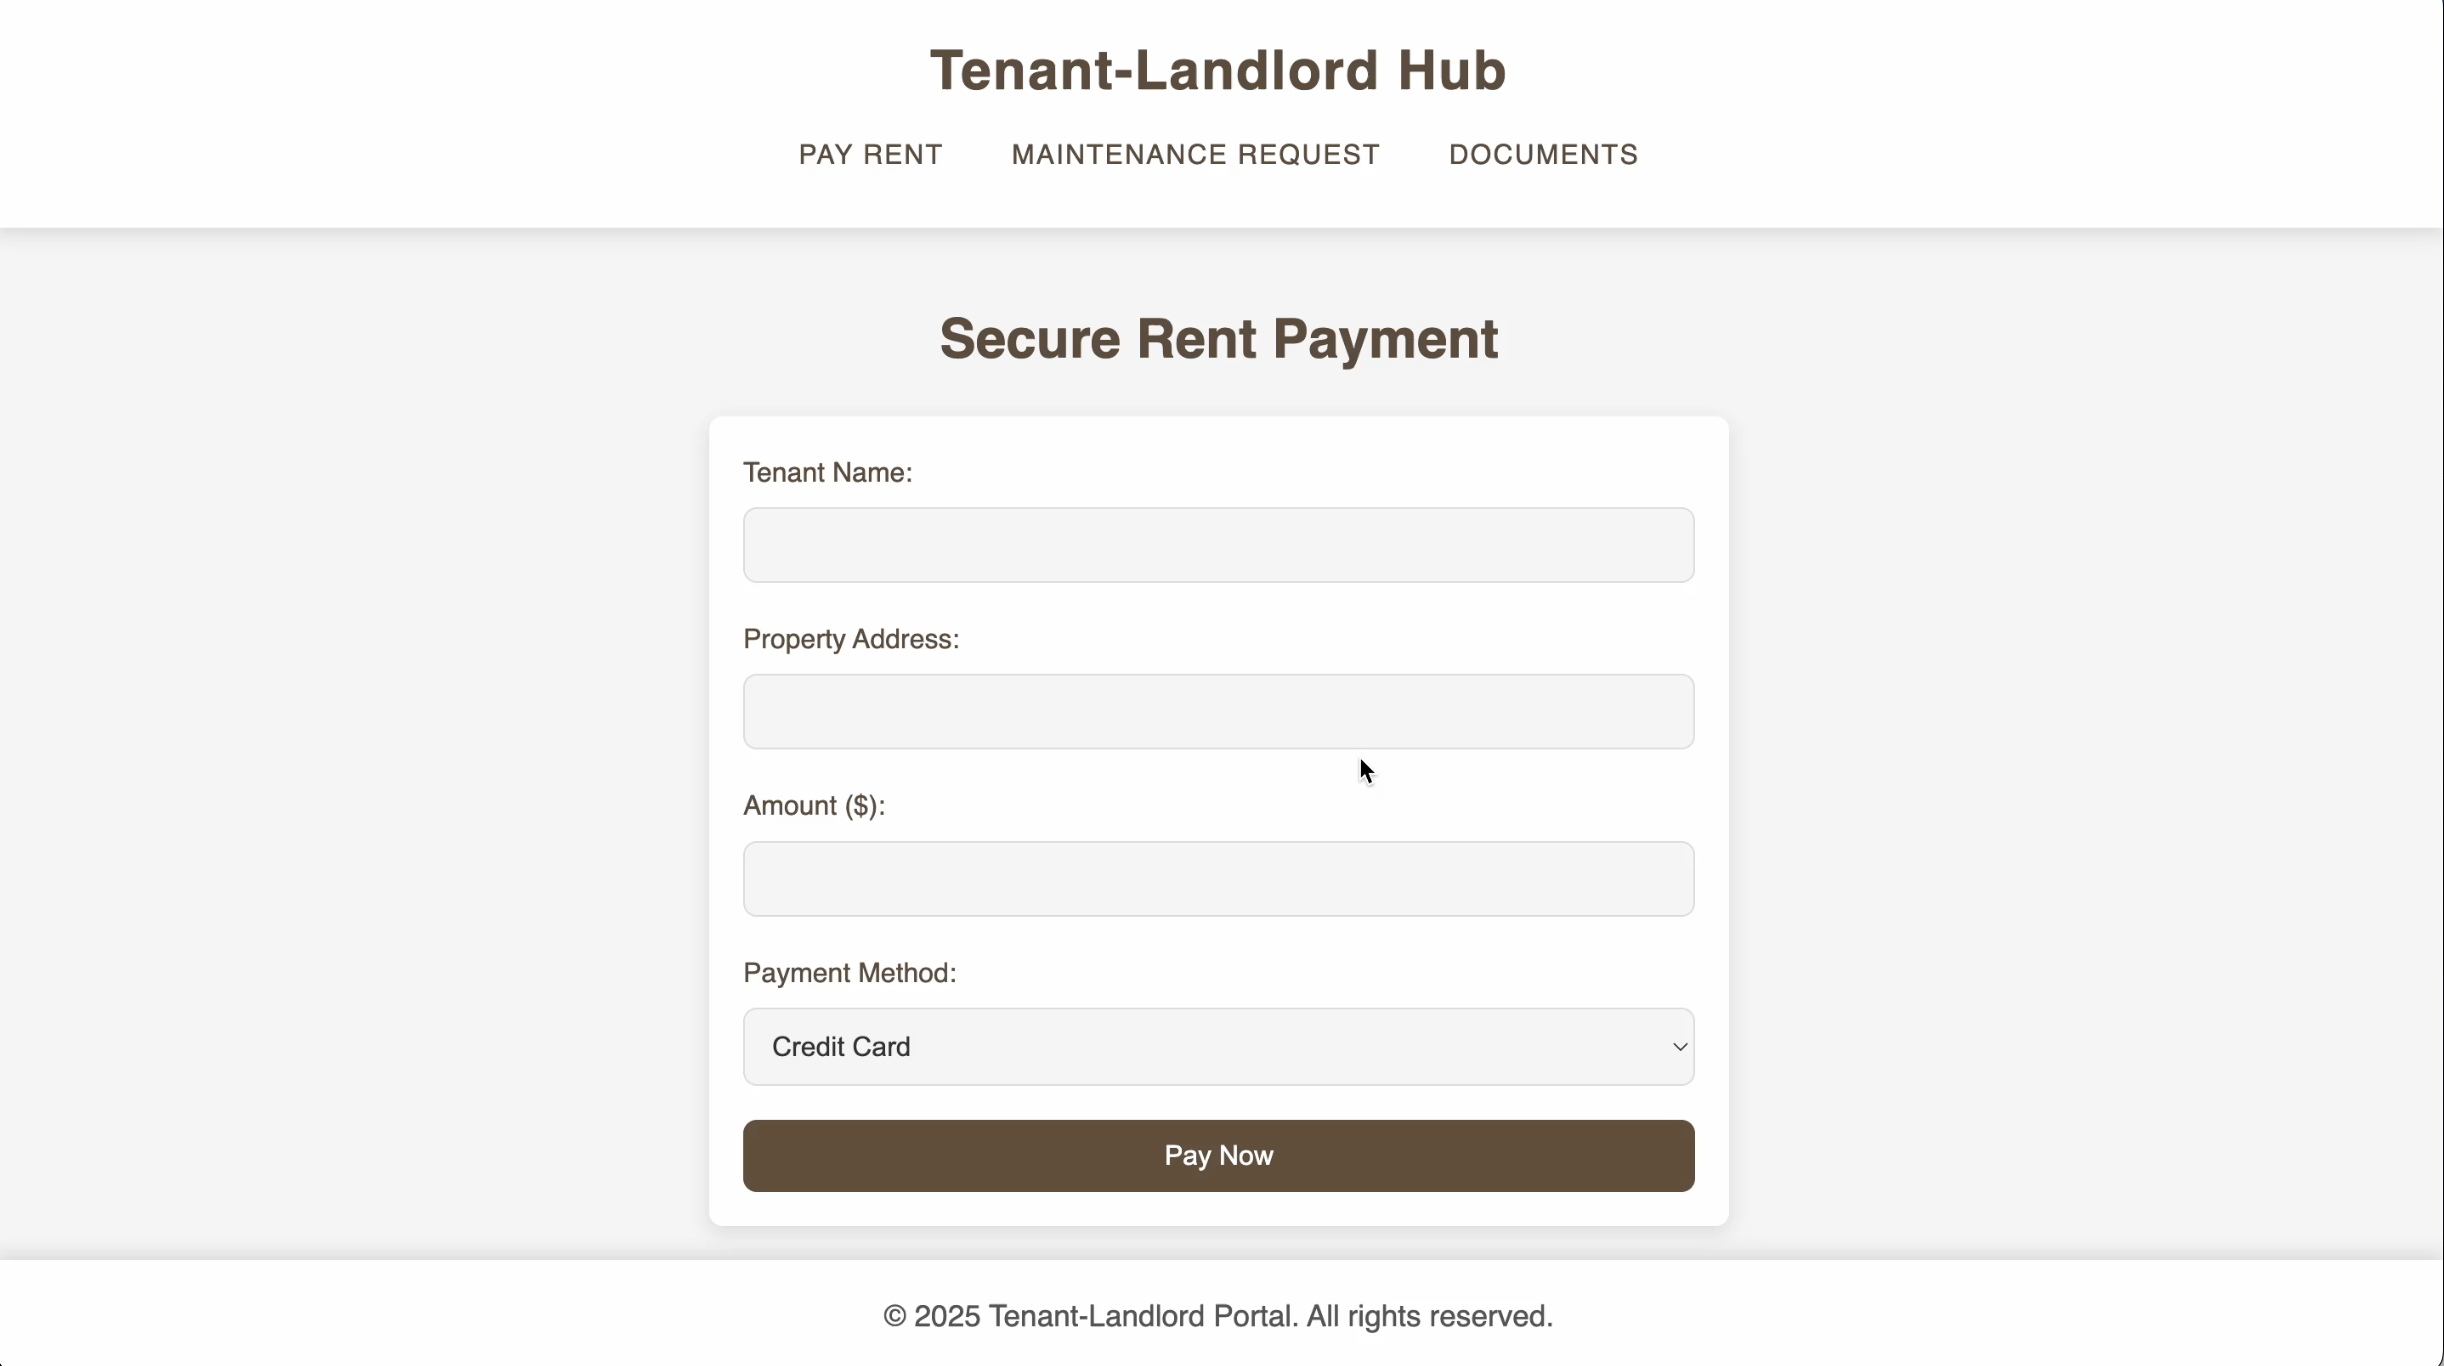 Tenant-Landlord Hub
PAY RENT MAINTENANCE REQUEST DOCUMENTS
Secure Rent Payment
Tenant Name:
Property Address:
Amount ($):
Payment Method:
Credit Card
Pay Now
© 2025 Tenant-Landlord Portal. All rights reserved.